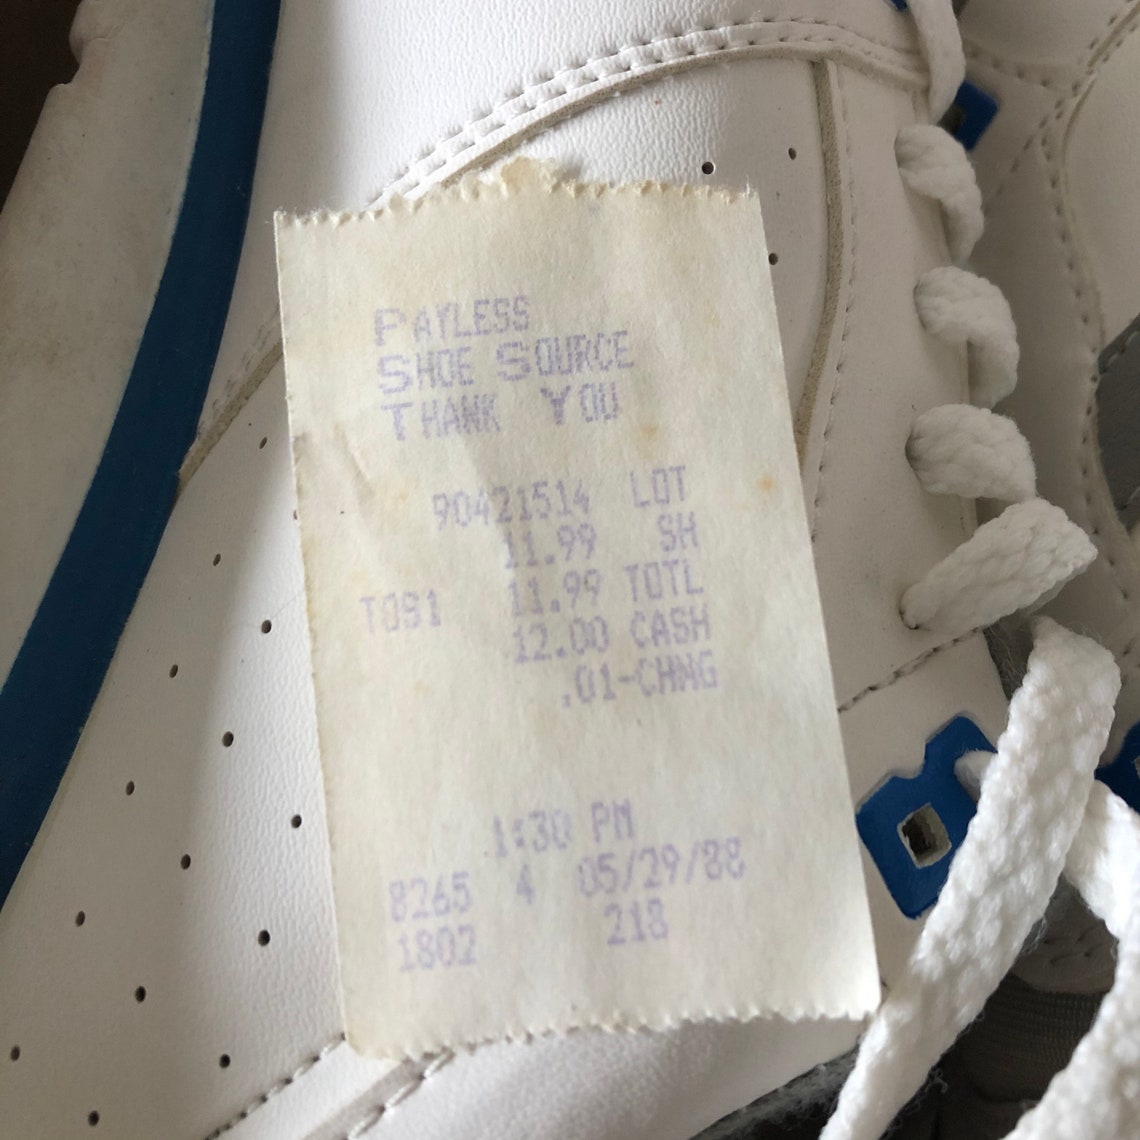 PAYLESS
SHOE SOURCE
THANK YOU
90421514 LOT
11.99 SH
TOS1 11.99 TOTL
12.00 CASH
.01-CHNG
1:30 PM
8265 4 05/29/88
1802 218